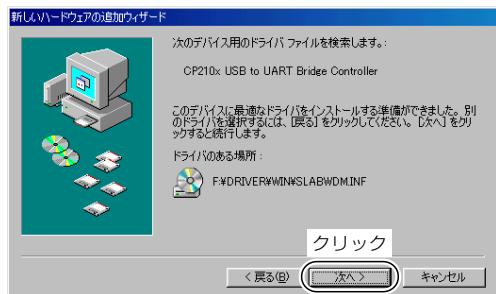 新しいハードウェアの追加ウィザード
次のデバイス用のドライバ ファイルを検索します。:
CP210x USB to UART Bridge Controller
このデバイスに最適なドライバをインストールする準備ができました。別
のドライバを選択するには、[戻る] をクリックしてください。[次へ] をクリ
ックすると続行します。
ドライバのある場所 :
F:¥DRIVER¥WIN¥SLABWDM.INF
クリック
< 戻る(B)
次へ >
キャンセル